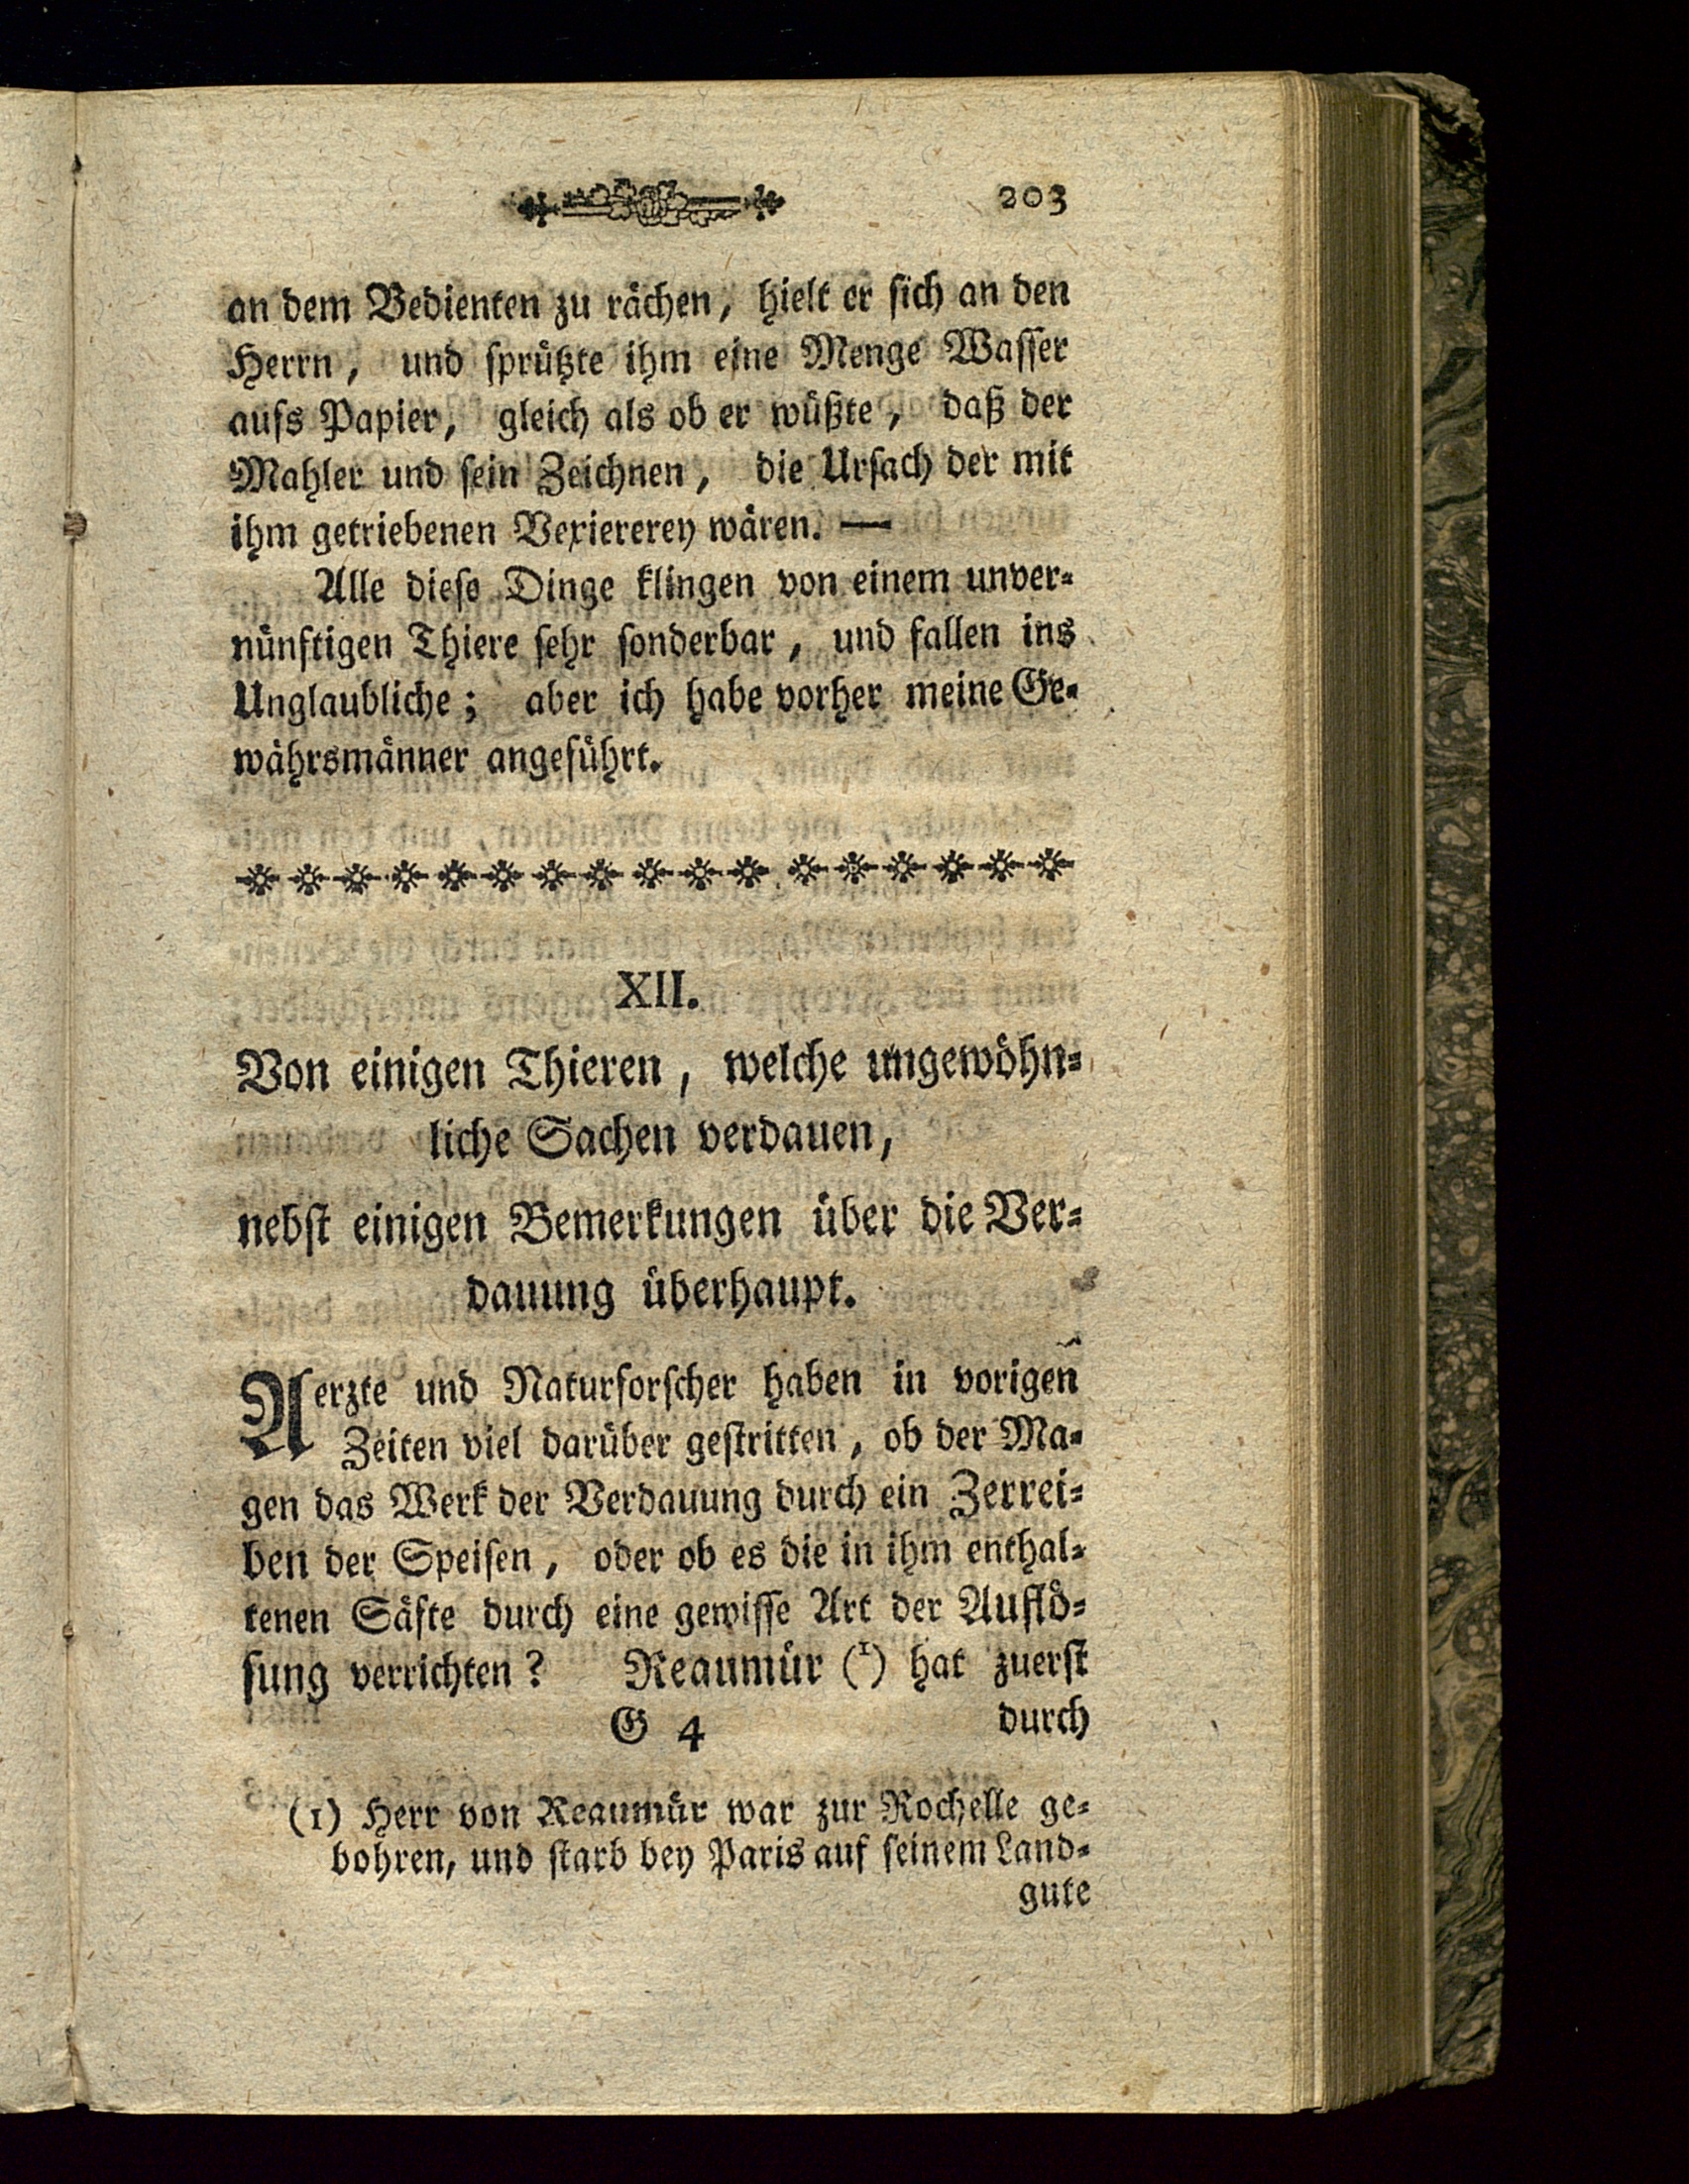 203
an dem Bedienten zu rächen, hielt er sich an den
Herrn, und sprützte ihm eine Menge Wasser
aufs Papier, gleich als ob er wüßte, daß der
Mahler und sein Zeichnen, die Ursach der mit
ihm getriebenen Vexiererey wären. —
Alle diese Dinge klingen von einem unver-
nünftigen Thiere sehr sonderbar, und fallen ins
Unglaubliche; aber ich habe vorher meine Ge-
währsmänner angeführt.
XII.
Von einigen Thieren, welche ungewöhn-
liche Sachen verdauen,
nebst einigen Bemerkungen über die Ver-
dauung überhaupt.
Aerzte und Naturforscher haben in vorigen
Zeiten viel darüber gestritten, ob der Ma-
gen das Werk der Verdauung durch ein Zerrei-
ben der Speisen, oder ob es die in ihm enthal-
tenen Säfte durch eine gewisse Art der Auflö-
sung verrichten? Reaumür (1) hat zuerst
G 4 durch
(1) Herr von Reaumür war zur Rochelle ge-
bohren, und starb bey Paris auf seinem Land-
gute